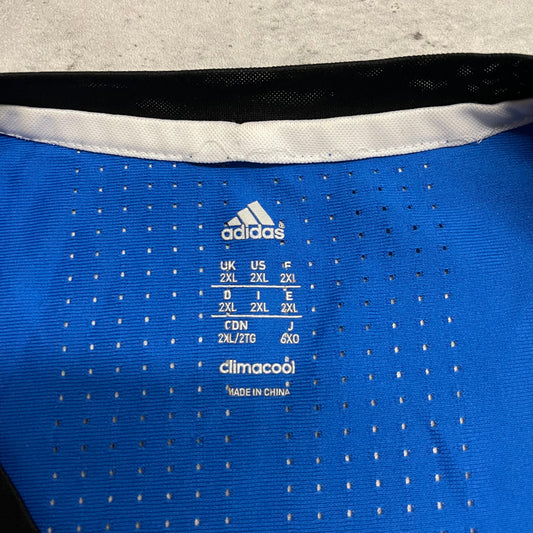 adidas
UK US F
2XL 2XL 2XL
D I E
2XL 2XL 2XL
CDN J
2XL/2TG 6XO
climacool
MADE IN CHINA